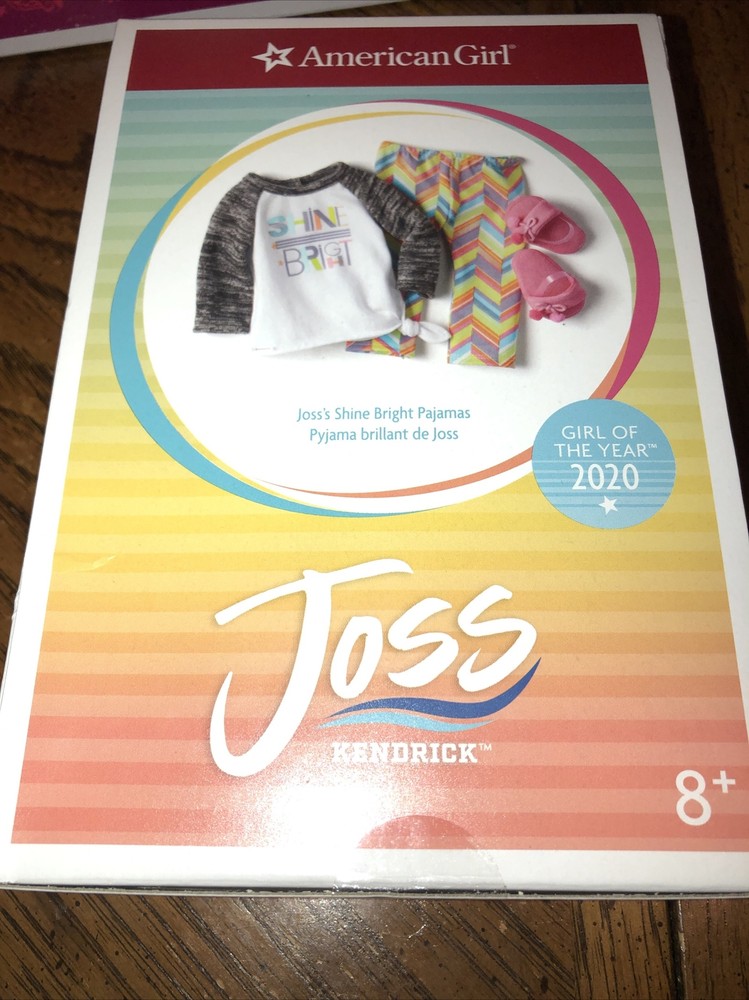 American Girl®
SHINE
BRIGHT
Joss's Shine Bright Pajamas
Pyjama brillant de Joss
GIRL OF
THE YEAR™
2020
Joss
KENDRICK™
8+